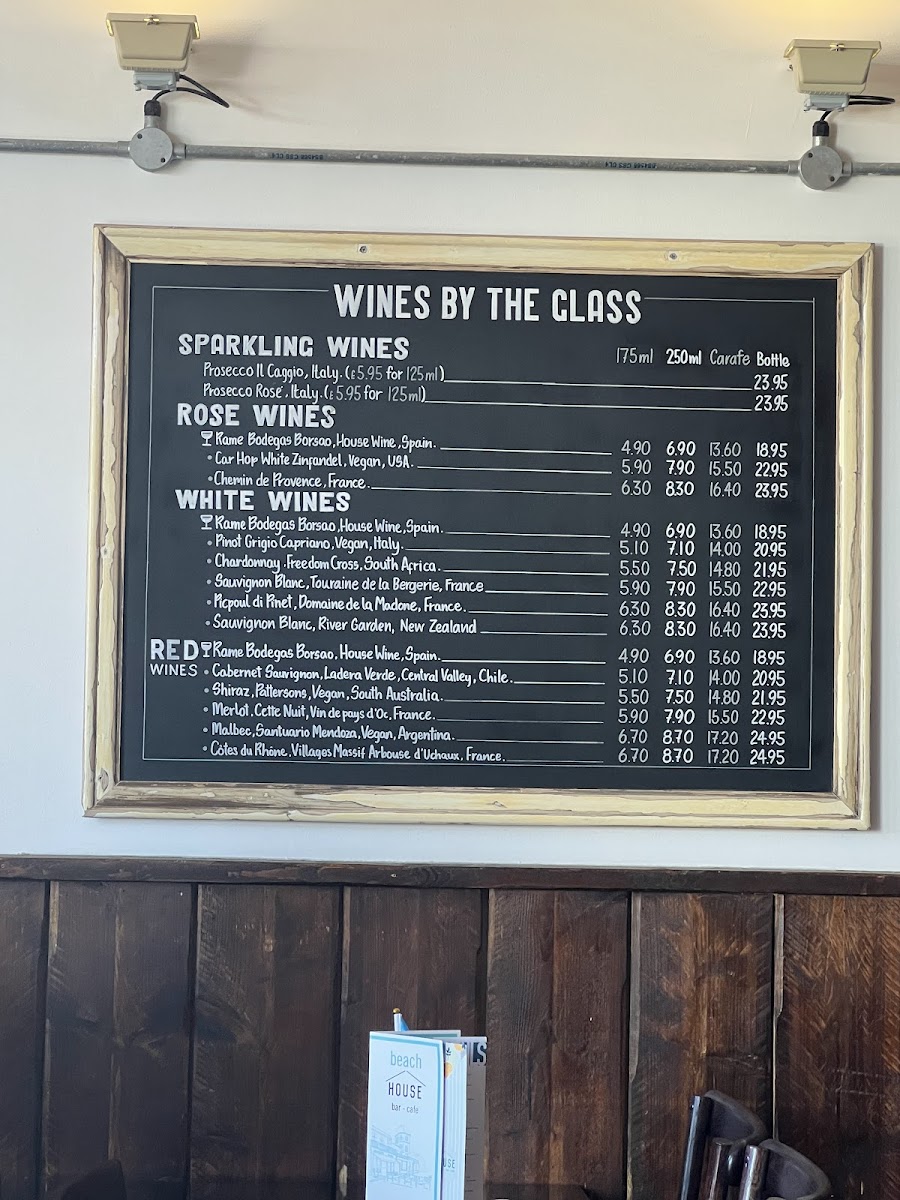 WINES BY THE GLASS
SPARKLING WINES 175ml 250ml Carafe Bottle
Prosecco Il Caggio, Italy. (£5.95 for 125ml) 23.95
Prosecco Rosé, Italy. (£5.95 for 125ml) 23.95
ROSE WINES
Rame Bodegas Borsao, House Wine, Spain. 4.90 6.90 13.60 18.95
• Car Hop White Zinfandel, Vegan, USA. 5.90 7.90 15.50 22.95
• Chemin de Provence, France. 6.30 8.30 16.40 23.95
WHITE WINES
Rame Bodegas Borsao, House Wine, Spain. 4.90 6.90 13.60 18.95
• Pinot Grigio Capriano, Vegan, Italy. 5.10 7.10 14.00 20.95
• Chardonnay. Freedom Cross, South Africa. 5.50 7.50 14.80 21.95
• Sauvignon Blanc, Touraine de la Bergerie, France 5.90 7.90 15.50 22.95
• Picpoul di Pinet, Domaine de la Madone, France. 6.30 8.30 16.40 23.95
• Sauvignon Blanc, River Garden, New Zealand 6.30 8.30 16.40 23.95
RED WINES
Rame Bodegas Borsao, House Wine, Spain. 4.90 6.90 13.60 18.95
• Cabernet Sauvignon, Ladera Verde, Central Valley, Chile. 5.10 7.10 14.00 20.95
• Shiraz, Pattersons, Vegan, South Australia. 5.50 7.50 14.80 21.95
• Merlot, Cette Nuit, Vin de pays d'Oc, France. 5.90 7.90 15.50 22.95
• Malbec, Santuario Mendoza, Vegan, Argentina. 6.70 8.70 17.20 24.95
• Côtes du Rhône, Villages Massif Arbouse d'Uchaux, France. 6.70 8.70 17.20 24.95
beach
HOUSE
bar - cafe